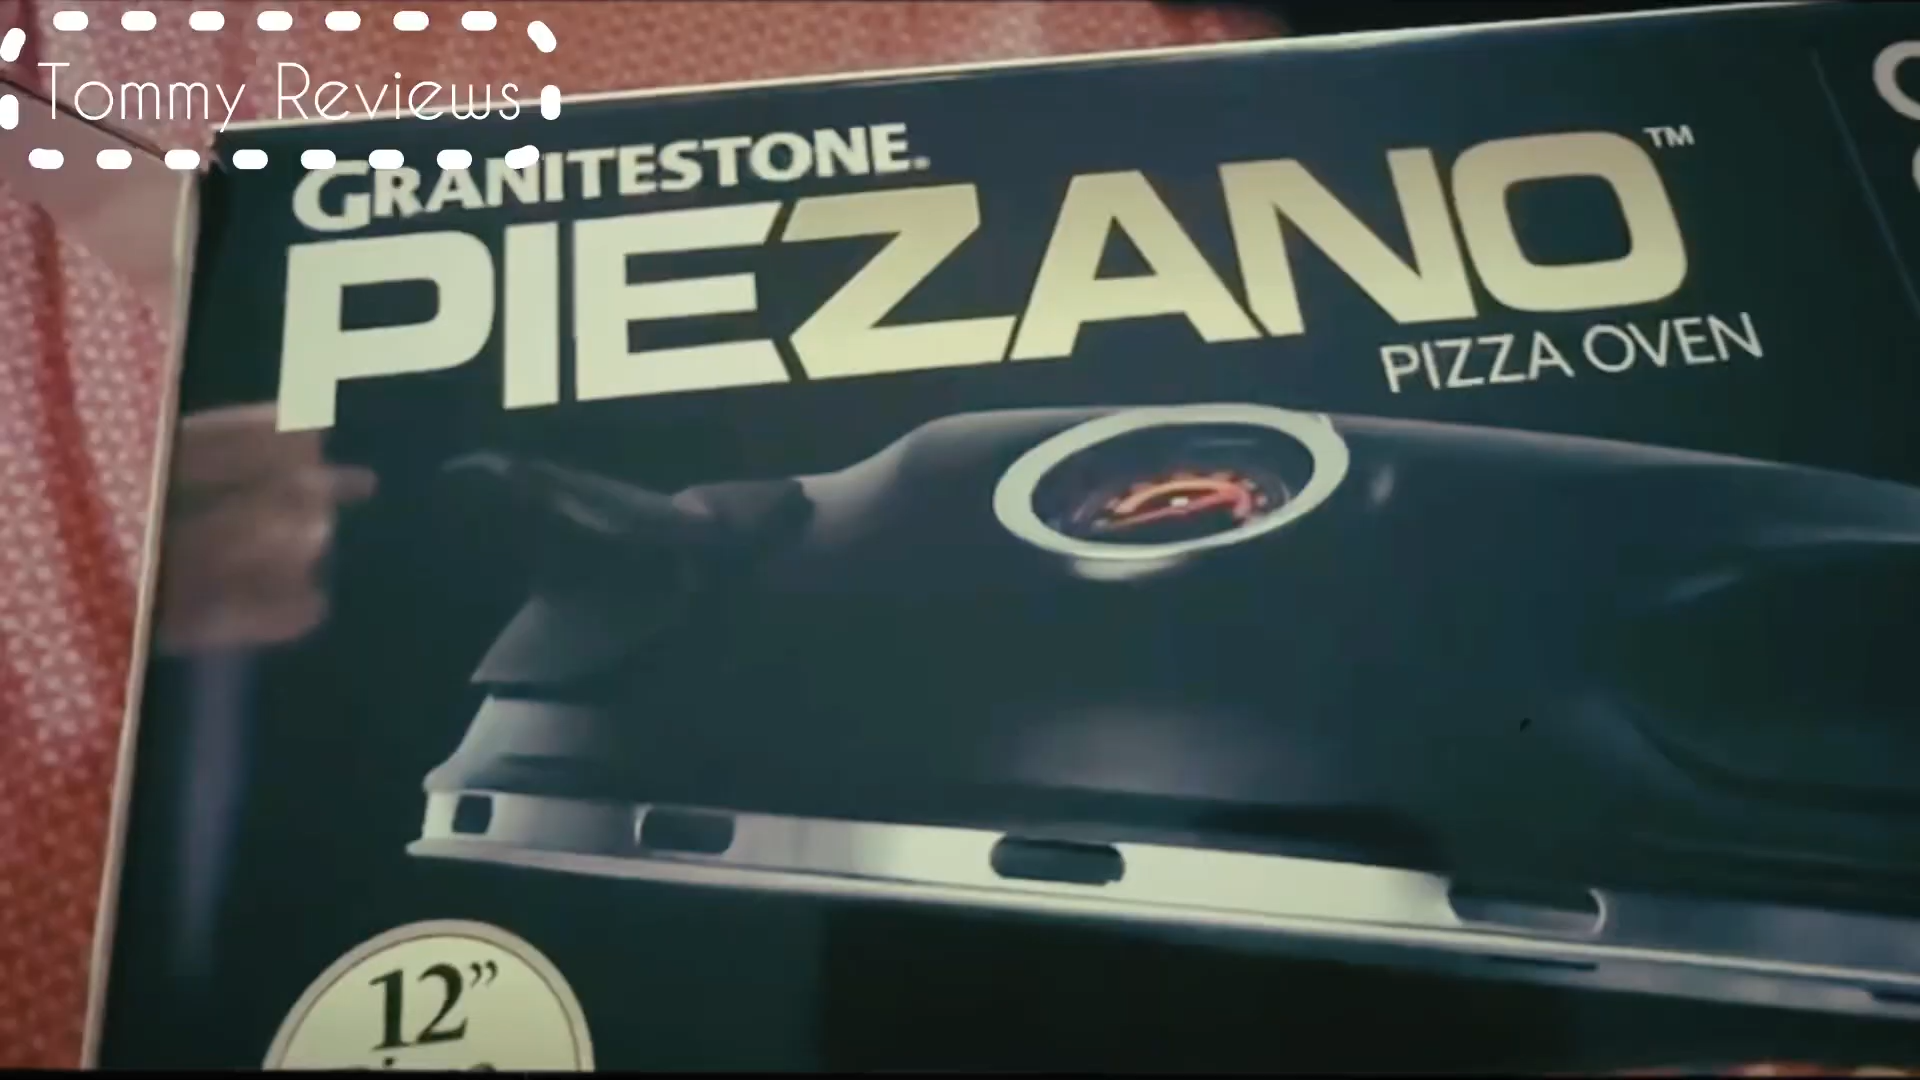 Tommy Reviews
GRANITESTONE.
PIEZANO™
PIZZA OVEN
12”